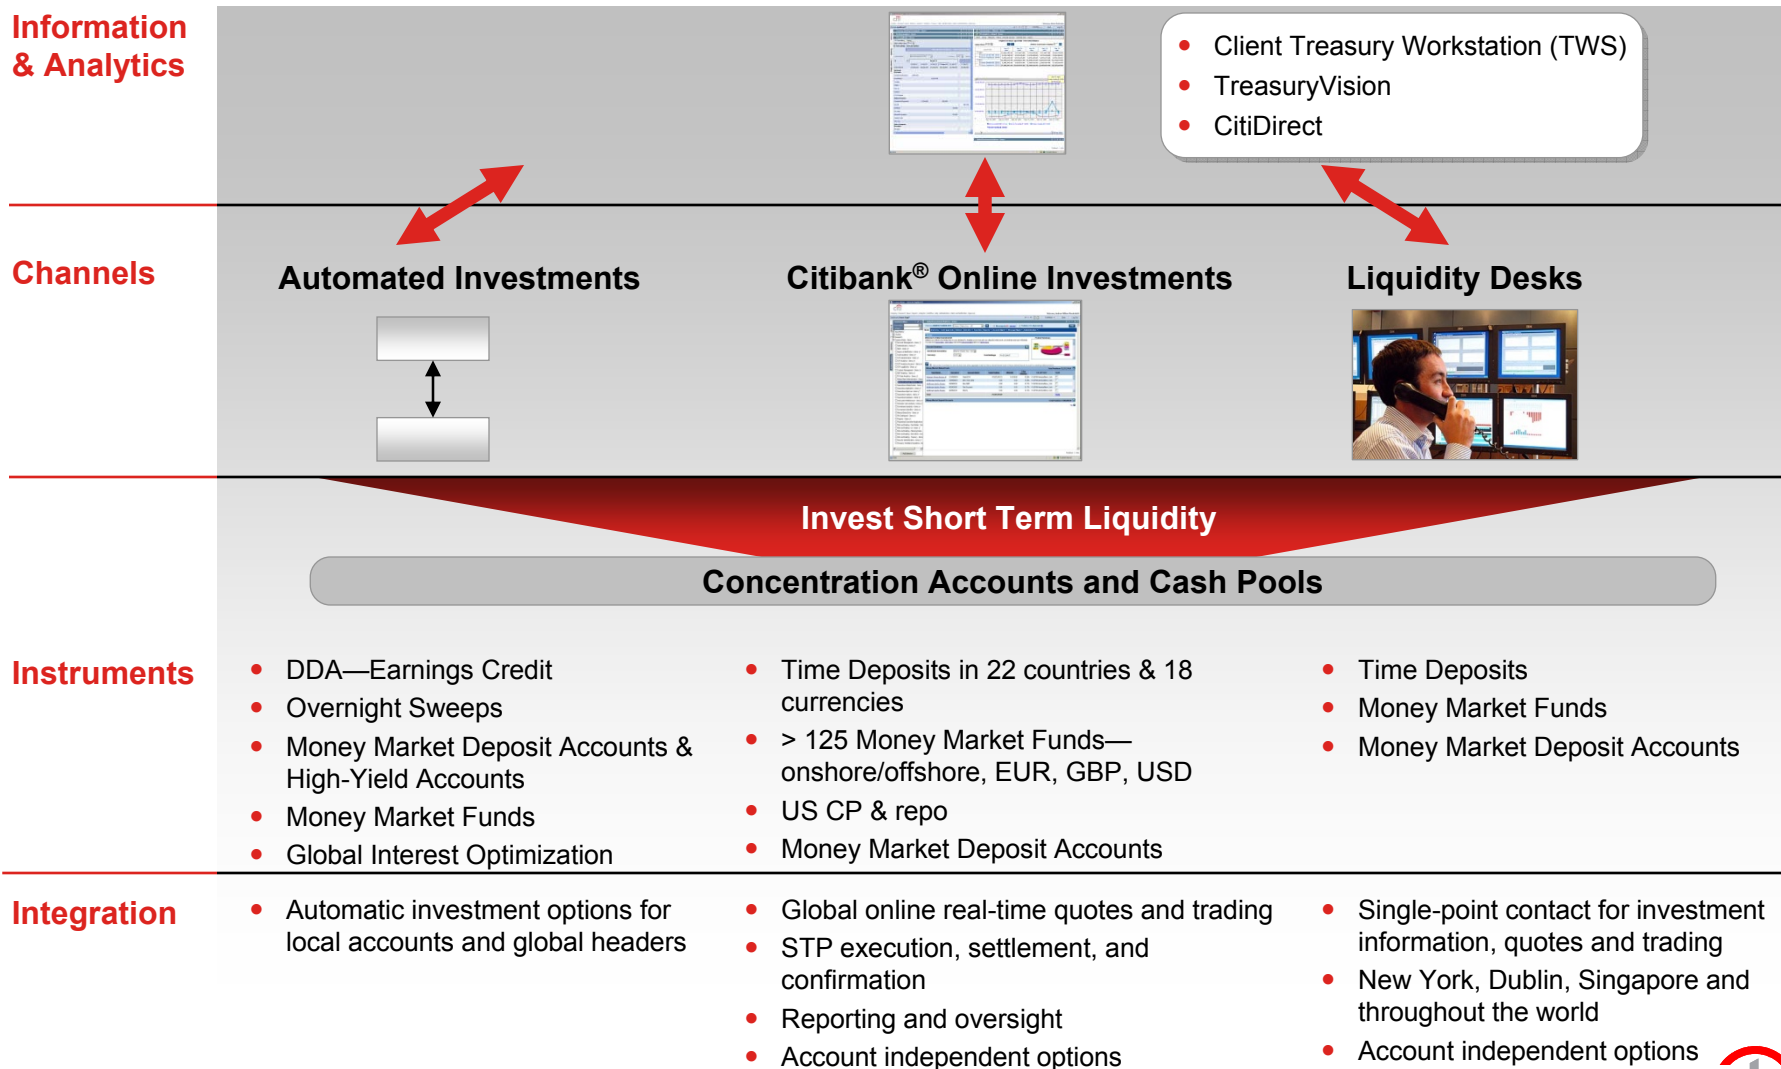 Information
& Analytics
• Client Treasury Workstation (TWS)
• TreasuryVision
• CitiDirect
Channels
Automated Investments
Citibank® Online Investments
Liquidity Desks
Invest Short Term Liquidity
Concentration Accounts and Cash Pools
Instruments
• DDA—Earnings Credit
• Overnight Sweeps
• Money Market Deposit Accounts &
High-Yield Accounts
• Money Market Funds
• Global Interest Optimization
• Time Deposits in 22 countries & 18
currencies
• > 125 Money Market Funds—
onshore/offshore, EUR, GBP, USD
• US CP & repo
• Money Market Deposit Accounts
• Time Deposits
• Money Market Funds
• Money Market Deposit Accounts
Integration
• Automatic investment options for
local accounts and global headers
• Global online real-time quotes and trading
• STP execution, settlement, and
confirmation
• Reporting and oversight
• Account independent options
• Single-point contact for investment
information, quotes and trading
• New York, Dublin, Singapore and
throughout the world
• Account independent options